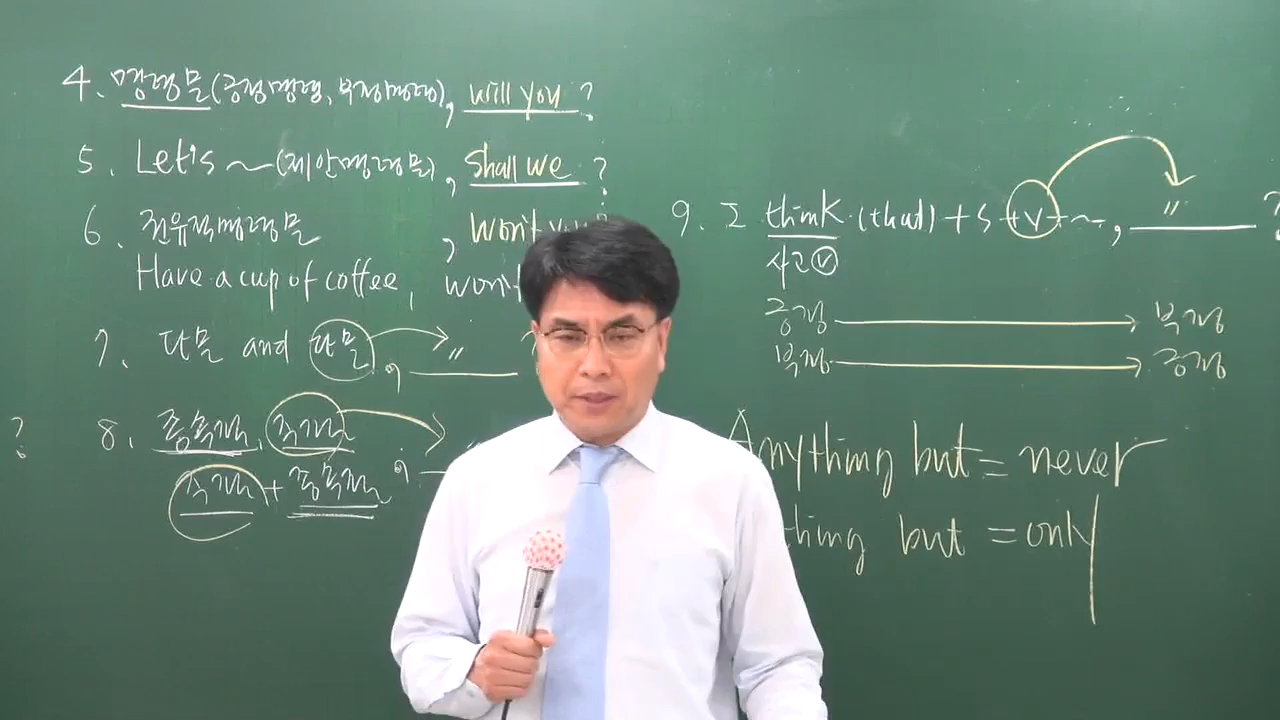 4. 명령문(긍정명령, 부정명령), will you ?
5. Let's ~ (제안명령문), shall we ?
6. 권유적명령문, won't you?
Have a cup of coffee, won't
7. 단문 and 단문, 〃 ?
8. 종속절, 주절
주절 + 종속절,
?
9. I think (that) + S + V ~, 〃 ?
사고 ⓥ
긍정 → 부정
부정 → 긍정
Anything but = never
thing but = only